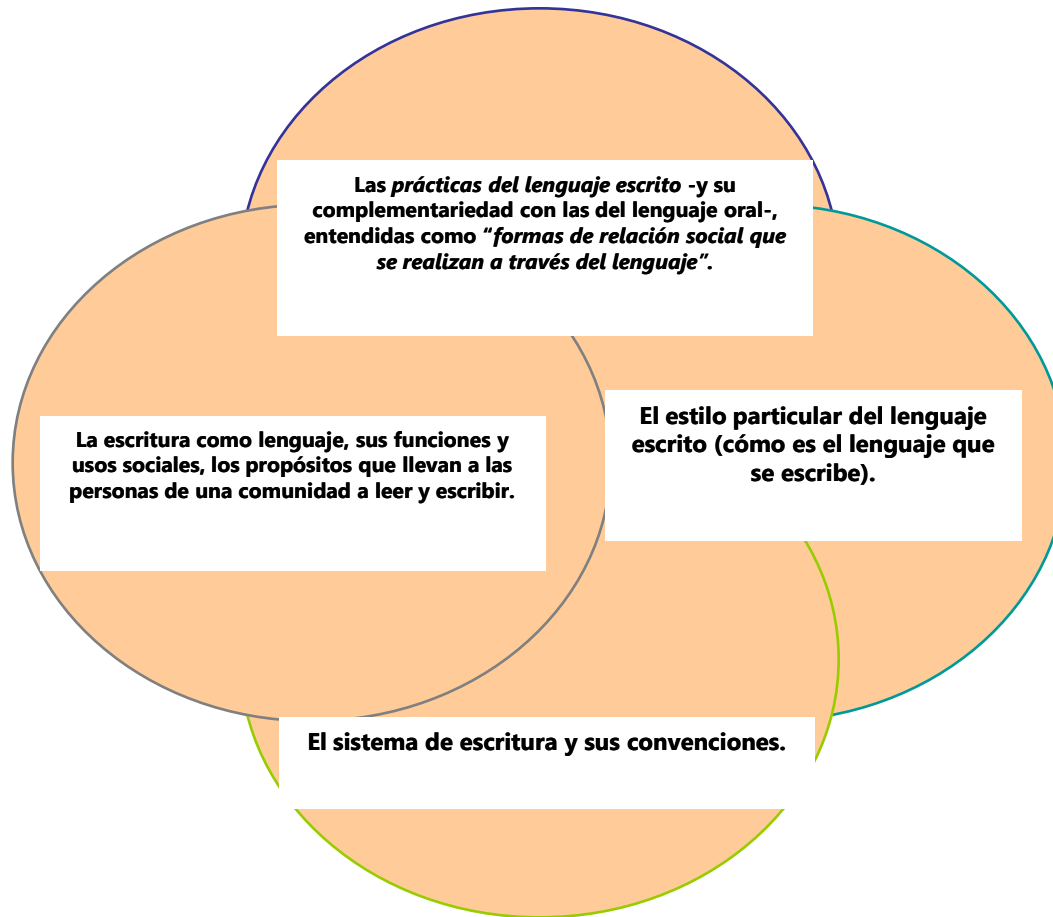 Las prácticas del lenguaje escrito -y su
complementariedad con las del lenguaje oral-,
entendidas como “formas de relación social que
se realizan a través del lenguaje”.
La escritura como lenguaje, sus funciones y
usos sociales, los propósitos que llevan a las
personas de una comunidad a leer y escribir.
El estilo particular del lenguaje
escrito (cómo es el lenguaje que
se escribe).
El sistema de escritura y sus convenciones.